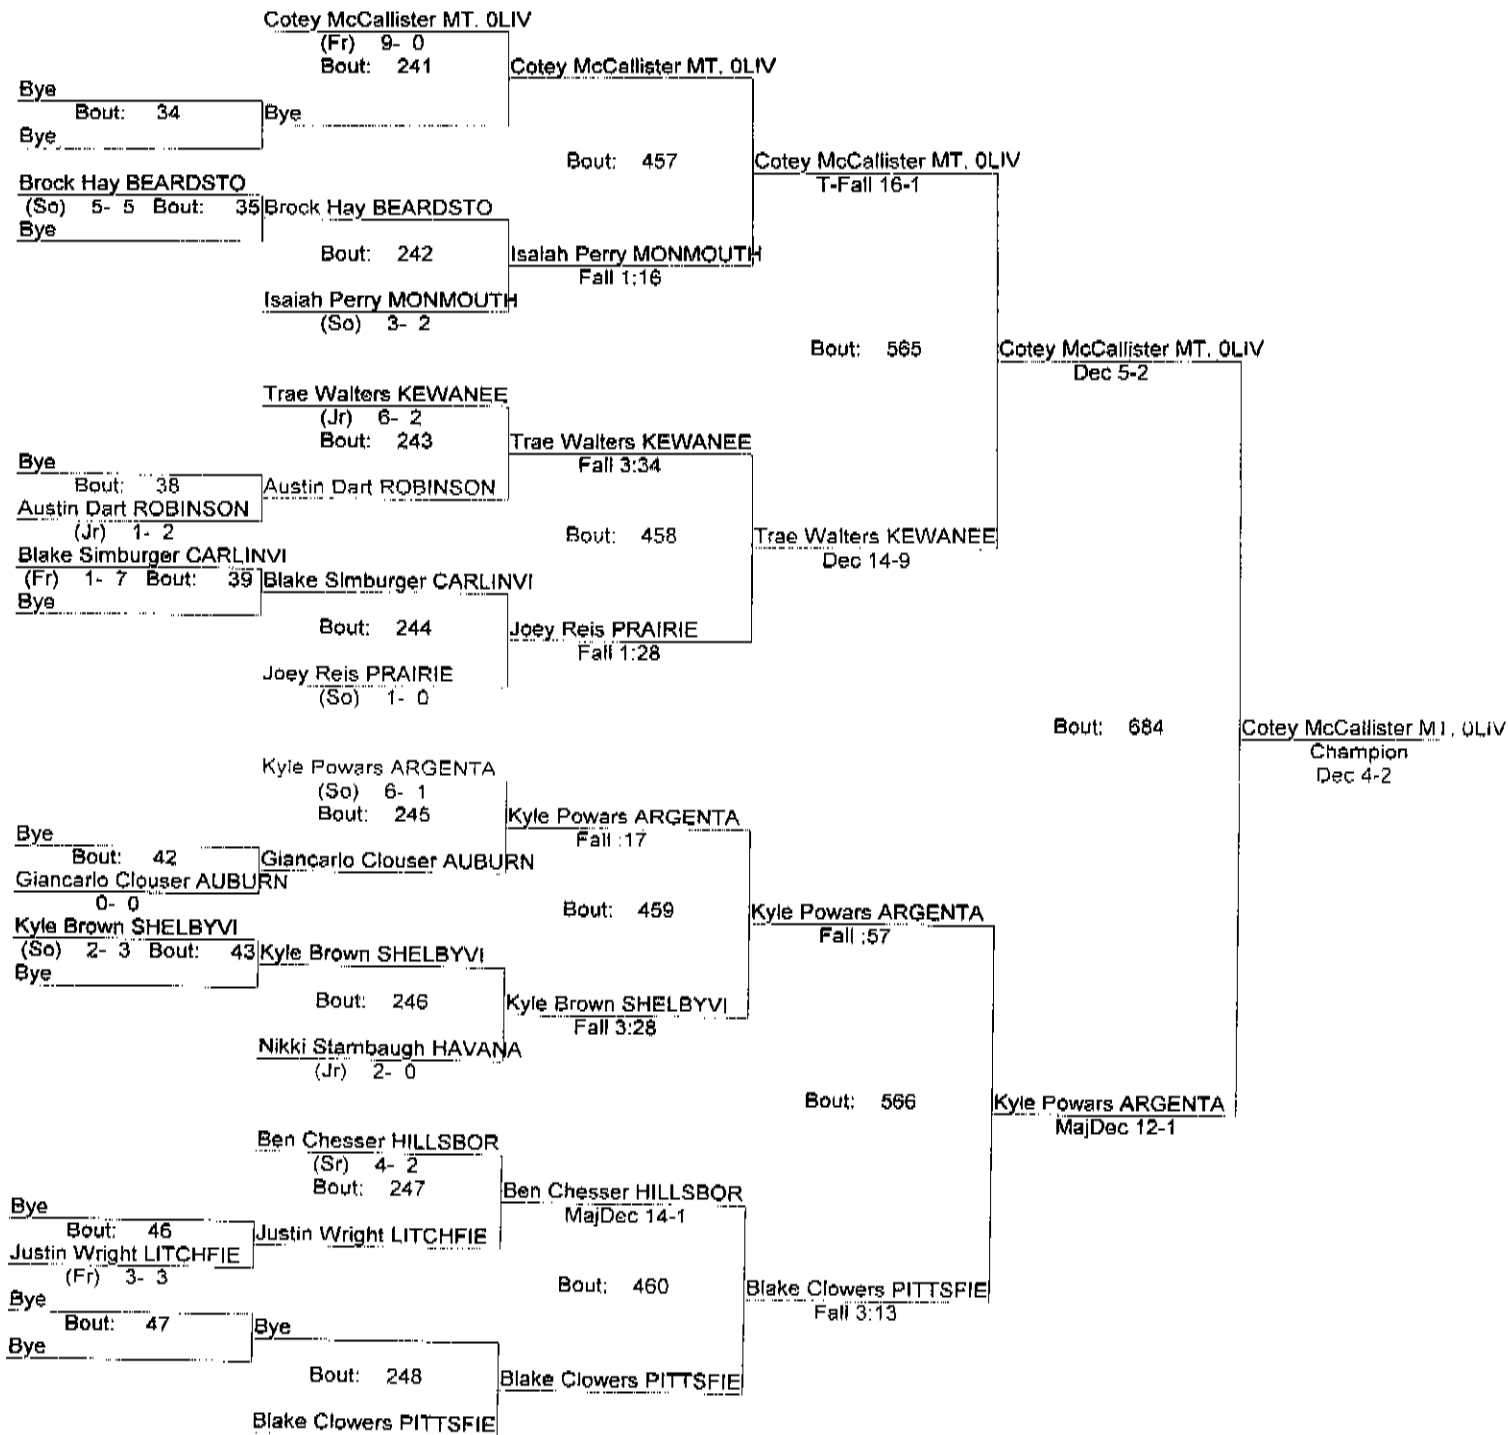 Cotey McCallister MT. 0LIV
(Fr) 9- 0
Bout: 241
Cotey McCallister MT. 0LIV
Bye
Bout: 34
Bye
Bye
Bout: 457
Cotey McCallister MT. 0LIV
T-Fall 16-1
Brock Hay BEARDSTO
(So) 5- 5 Bout: 35
Brock Hay BEARDSTO
Bye
Bout: 242
Isaiah Perry MONMOUTH
Fall 1:16
Isaiah Perry MONMOUTH
(So) 3- 2
Bout: 565
Cotey McCallister MT. 0LIV
Dec 5-2
Trae Walters KEWANEE
(Jr) 6- 2
Bout: 243
Trae Walters KEWANEE
Fall 3:34
Bye
Bout: 38
Austin Dart ROBINSON
Austin Dart ROBINSON
(Jr) 1- 2
Bout: 458
Trae Walters KEWANEE
Dec 14-9
Blake Simburger CARLINVI
(Fr) 1- 7 Bout: 39
Blake Simburger CARLINVI
Bye
Bout: 244
Joey Reis PRAIRIE
Fall 1:28
Joey Reis PRAIRIE
(So) 1- 0
Bout: 684
Cotey McCallister MT. 0LIV
Champion
Dec 4-2
Kyle Powars ARGENTA
(So) 6- 1
Bout: 245
Kyle Powars ARGENTA
Fall :17
Bye
Bout: 42
Giancarlo Clouser AUBURN
Giancarlo Clouser AUBURN
0- 0
Bout: 459
Kyle Powars ARGENTA
Fall :57
Kyle Brown SHELBYVI
(So) 2- 3 Bout: 43
Kyle Brown SHELBYVI
Bye
Bout: 246
Kyle Brown SHELBYVI
Fall 3:28
Nikki Stambaugh HAVANA
(Jr) 2- 0
Bout: 566
Kyle Powars ARGENTA
MajDec 12-1
Ben Chesser HILLSBOR
(Sr) 4- 2
Bout: 247
Ben Chesser HILLSBOR
MajDec 14-1
Bye
Bout: 46
Justin Wright LITCHFIE
Justin Wright LITCHFIE
(Fr) 3- 3
Bout: 460
Blake Clowers PITTSFIE
Fall 3:13
Bye
Bout: 47
Bye
Bye
Bout: 248
Blake Clowers PITTSFIE
Blake Clowers PITTSFIE